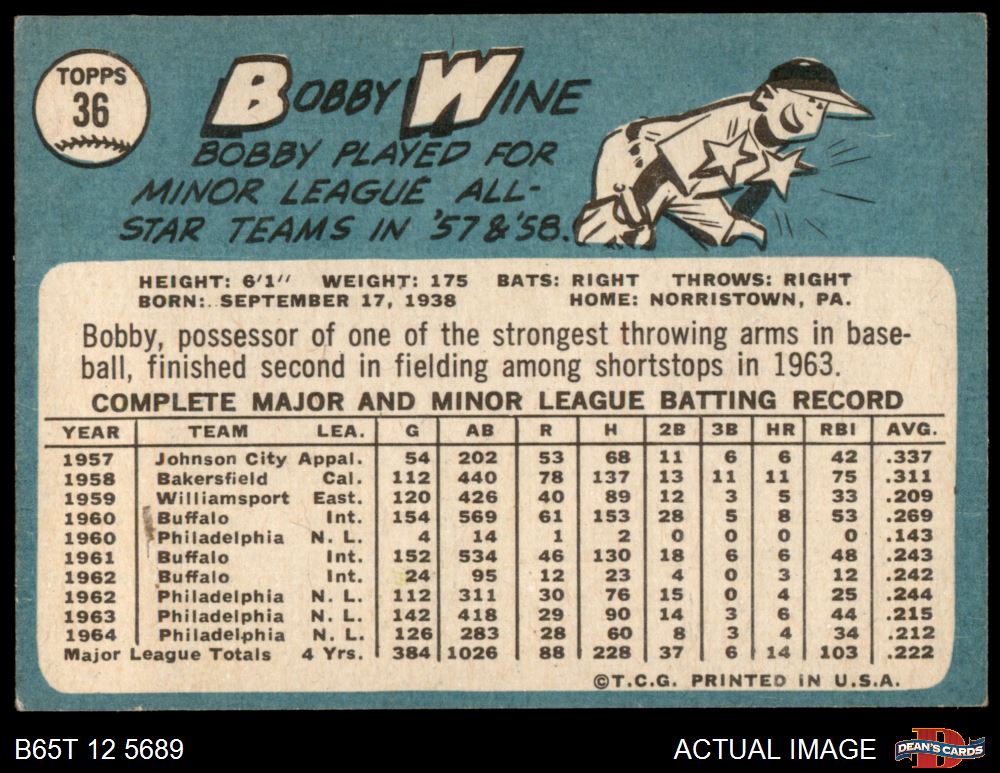 TOPPS
36
BOBBY WINE
BOBBY PLAYED FOR
MINOR LEAGUE ALL-
STAR TEAMS IN '57 & '58.
HEIGHT: 6'1" WEIGHT: 175 BATS: RIGHT THROWS: RIGHT
BORN: SEPTEMBER 17, 1938 HOME: NORRISTOWN, PA.
Bobby, possessor of one of the strongest throwing arms in base-
ball, finished second in fielding among shortstops in 1963.
COMPLETE MAJOR AND MINOR LEAGUE BATTING RECORD
YEAR TEAM LEA. G AB R H 2B 3B HR RBI AVG.
1957 Johnson City Appal. 54 202 53 68 11 6 6 42 .337
1958 Bakersfield Cal. 112 440 78 137 13 11 11 75 .311
1959 Williamsport East. 120 426 40 89 12 3 5 33 .209
1960 Buffalo Int. 154 569 61 153 28 5 8 53 .269
1960 Philadelphia N. L. 4 14 1 2 0 0 0 0 .143
1961 Buffalo Int. 152 534 46 130 18 6 6 48 .243
1962 Buffalo Int. 24 95 12 23 4 0 3 12 .242
1962 Philadelphia N. L. 112 311 30 76 15 0 4 25 .244
1963 Philadelphia N. L. 142 418 29 90 14 3 6 44 .215
1964 Philadelphia N. L. 126 283 28 60 8 3 4 34 .212
Major League Totals 4 Yrs. 384 1026 88 228 37 6 14 103 .222
©T.C.G. PRINTED IN U.S.A.
B65T 12 5689
ACTUAL IMAGE
D
DEAN'S CARDS